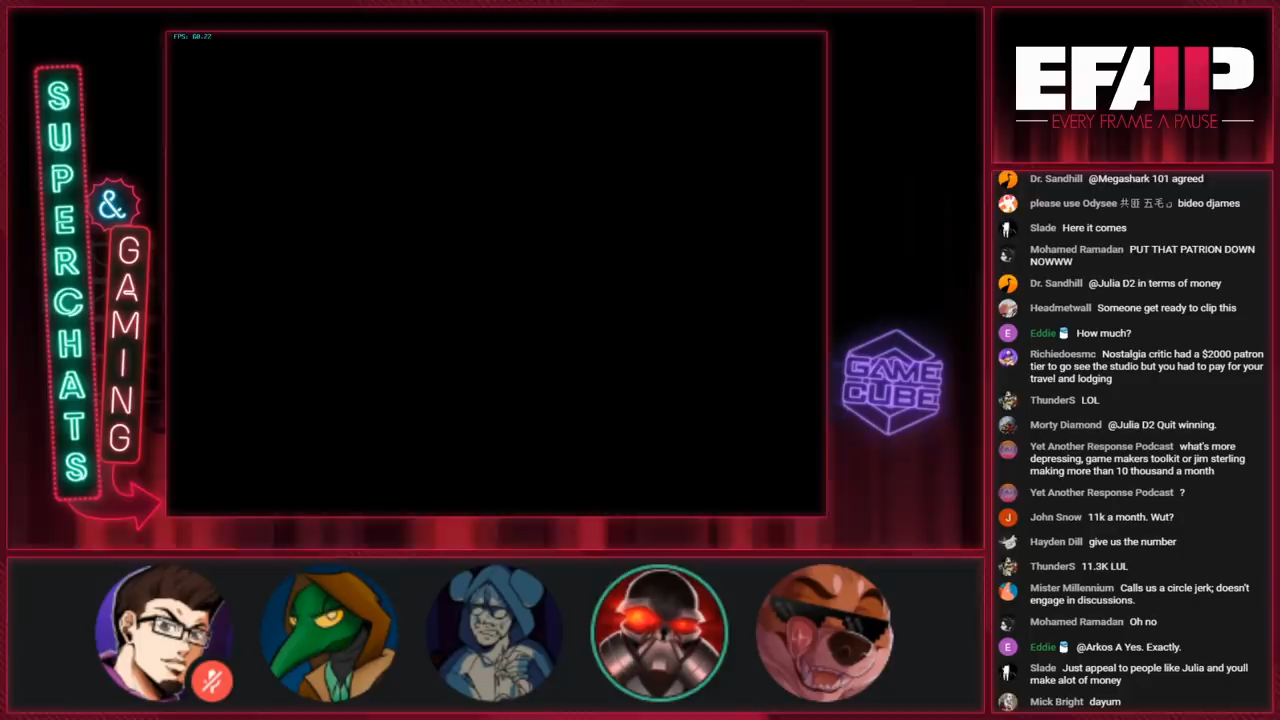 FPS: 60.27
SUPERCHATS
&
GAMING
GAME
CUBE
EFAP
EVERY FRAME A PAUSE
Dr. Sandhill @Megashark 101 agreed
please use Odysee 共匪 五毛 bideo djames
Slade Here it comes
Mohamed Ramadan PUT THAT PATRION DOWN
NOWWW
Dr. Sandhill @Julia D2 in terms of money
Headmetwall Someone get ready to clip this
E Eddie How much?
Richiedoesmc Nostalgia critic had a $2000 patron
tier to go see the studio but you had to pay for your
travel and lodging
ThunderS LOL
Morty Diamond @Julia D2 Quit winning.
Yet Another Response Podcast what's more
depressing, game makers toolkit or jim sterling
making more than 10 thousand a month
Yet Another Response Podcast ?
J John Snow 11k a month. Wut?
Hayden Dill give us the number
ThunderS 11.3K LUL
Mister Millennium Calls us a circle jerk; doesn't
engage in discussions.
Mohamed Ramadan Oh no
E Eddie @Arkos A Yes. Exactly.
Slade Just appeal to people like Julia and youll
make alot of money
Mick Bright dayum